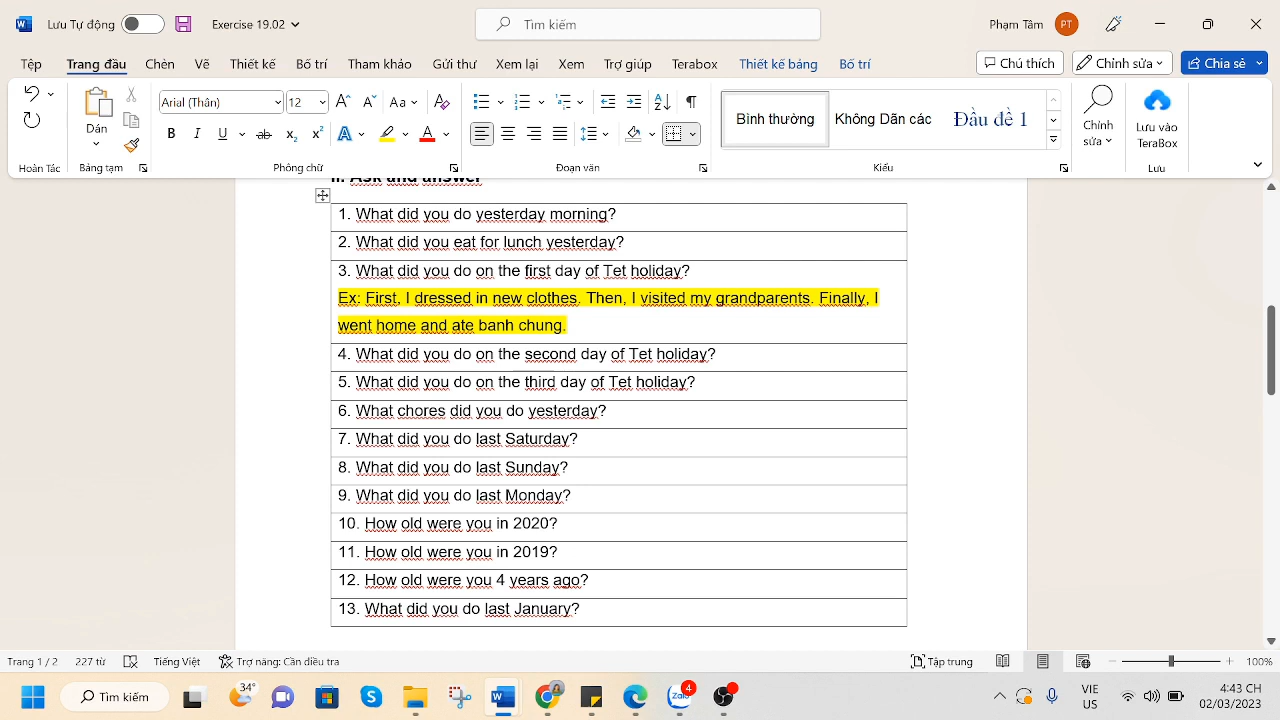 Lưu Tự động
Exercise 19.02
Tìm kiếm
Phạm Tâm
PT
Tệp
Trang đầu
Chèn
Vẽ
Thiết kế
Bố trí
Tham khảo
Gửi thư
Xem lại
Xem
Trợ giúp
Terabox
Thiết kế bảng
Bố trí
Chú thích
Chỉnh sửa
Chia sẻ
Dán
Arial (Thân)
12
Bình thường
Không Dãn các
Đầu đề 1
Chỉnh
sửa
Lưu vào
TeraBox
Hoàn Tác
Bảng tạm
Phông chữ
Đoạn văn
Kiểu
Lưu
II. Ask and answer
1. What did you do yesterday morning?
2. What did you eat for lunch yesterday?
3. What did you do on the first day of Tet holiday?
Ex: First, I dressed in new clothes. Then, I visited my grandparents. Finally, I
went home and ate banh chung.
4. What did you do on the second day of Tet holiday?
5. What did you do on the third day of Tet holiday?
6. What chores did you do yesterday?
7. What did you do last Saturday?
8. What did you do last Sunday?
9. What did you do last Monday?
10. How old were you in 2020?
11. How old were you in 2019?
12. How old were you 4 years ago?
13. What did you do last January?
Trang 1 / 2
227 từ
Tiếng Việt
Trợ năng: Cần điều tra
Tập trung
100%
Tìm kiếm
34°
Zalo
4
VIE
US
4:43 CH
02/03/2023